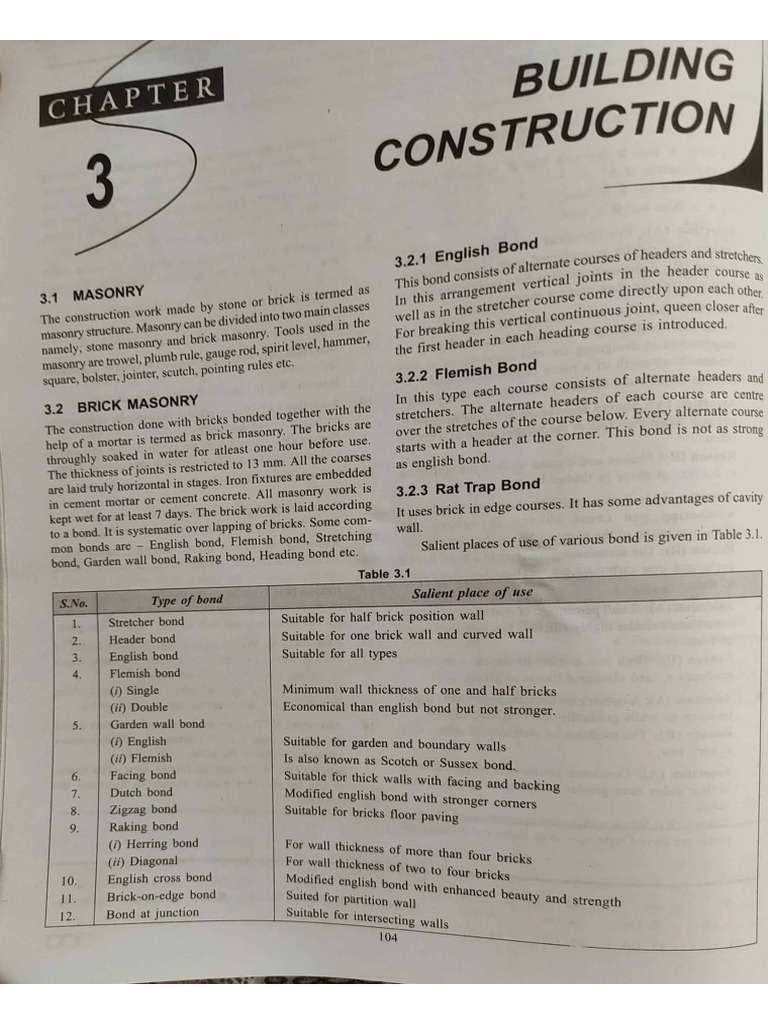 CHAPTER
3
BUILDING
CONSTRUCTION
3.1 MASONRY
The construction work made by stone or brick is termed as
masonry structure. Masonry can be divided into two main classes
namely, stone masonry and brick masonry. Tools used in the
masonry are trowel, plumb rule, gauge rod, spirit level, hammer,
square, bolster, jointer, scutch, pointing rules etc.
3.2 BRICK MASONRY
The construction done with bricks bonded together with the
help of a mortar is termed as brick masonry. The bricks are
throughly soaked in water for atleast one hour before use.
The thickness of joints is restricted to 13 mm. All the coarses
are laid truly horizontal in stages. Iron fixtures are embedded
in cement mortar or cement concrete. All masonry work is
kept wet for at least 7 days. The brick work is laid according
to a bond. It is systematic over lapping of bricks. Some com-
mon bonds are – English bond, Flemish bond, Stretching
bond, Garden wall bond, Raking bond, Heading bond etc.
3.2.1 English Bond
This bond consists of alternate courses of headers and stretchers.
In this arrangement vertical joints in the header course as
well as in the stretcher course come directly upon each other.
For breaking this vertical continuous joint, queen closer after
the first header in each heading course is introduced.
3.2.2 Flemish Bond
In this type each course consists of alternate headers and
stretchers. The alternate headers of each course are centre
over the stretches of the course below. Every alternate course
starts with a header at the corner. This bond is not as strong
as english bond.
3.2.3 Rat Trap Bond
It uses brick in edge courses. It has some advantages of cavity
wall.
Salient places of use of various bond is given in Table 3.1.
Table 3.1
S.No. Type of bond Salient place of use
1. Stretcher bond Suitable for half brick position wall
2. Header bond Suitable for one brick wall and curved wall
3. English bond Suitable for all types
4. Flemish bond
(i) Single Minimum wall thickness of one and half bricks
(ii) Double Economical than english bond but not stronger.
5. Garden wall bond
(i) English Suitable for garden and boundary walls
(ii) Flemish Is also known as Scotch or Sussex bond.
6. Facing bond Suitable for thick walls with facing and backing
7. Dutch bond Modified english bond with stronger corners
8. Zigzag bond Suitable for bricks floor paving
9. Raking bond
(i) Herring bond For wall thickness of more than four bricks
(ii) Diagonal For wall thickness of two to four bricks
10. English cross bond Modified english bond with enhanced beauty and strength
11. Brick-on-edge bond Suited for partition wall
12. Bond at junction Suitable for intersecting walls
104